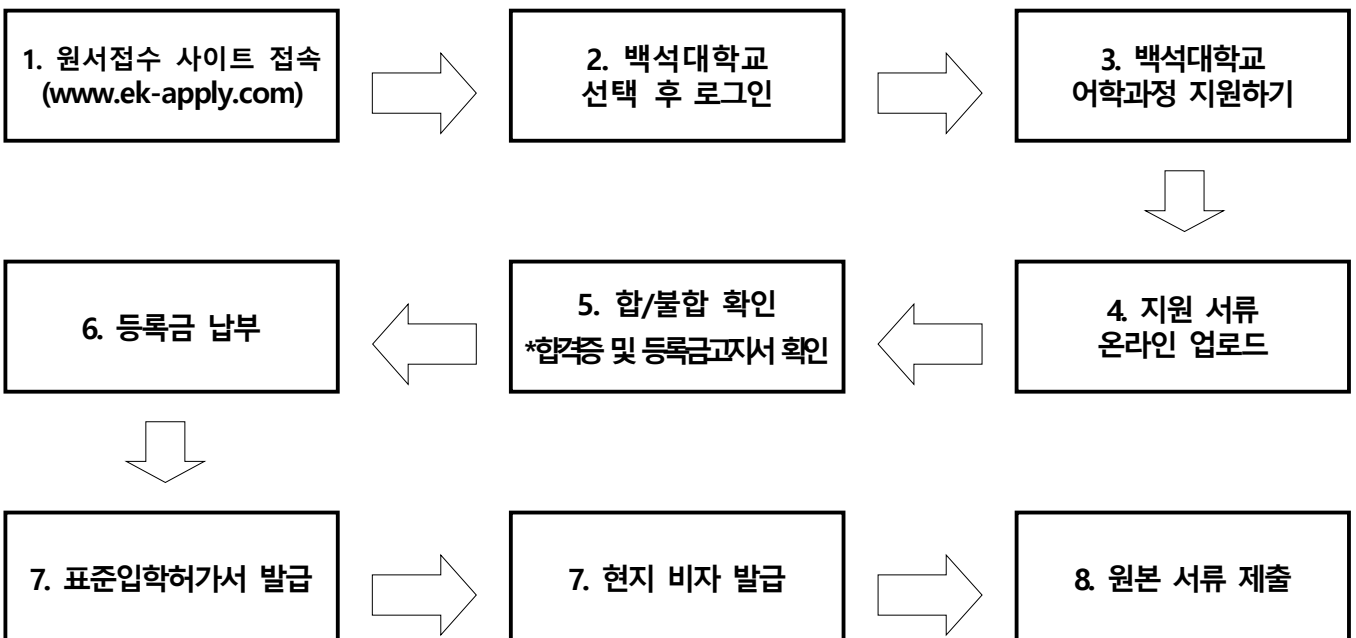 1. 원서접수 사이트 접속
(www.ek-apply.com)
2. 백석대학교
선택 후 로그인
3. 백석대학교
어학과정 지원하기
4. 지원 서류
온라인 업로드
5. 합/불합 확인
*합격증 및 등록금고지서 확인
6. 등록금 납부
7. 표준입학허가서 발급
7. 현지 비자 발급
8. 원본 서류 제출